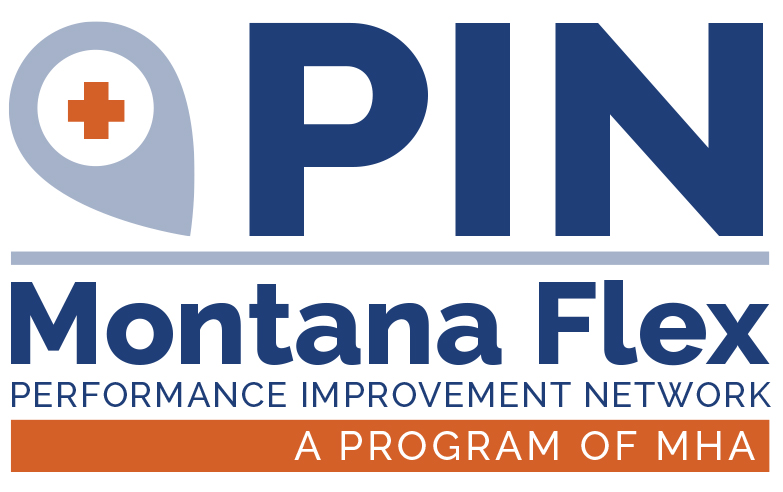 PIN
Montana Flex
PERFORMANCE IMPROVEMENT NETWORK
A PROGRAM OF MHA